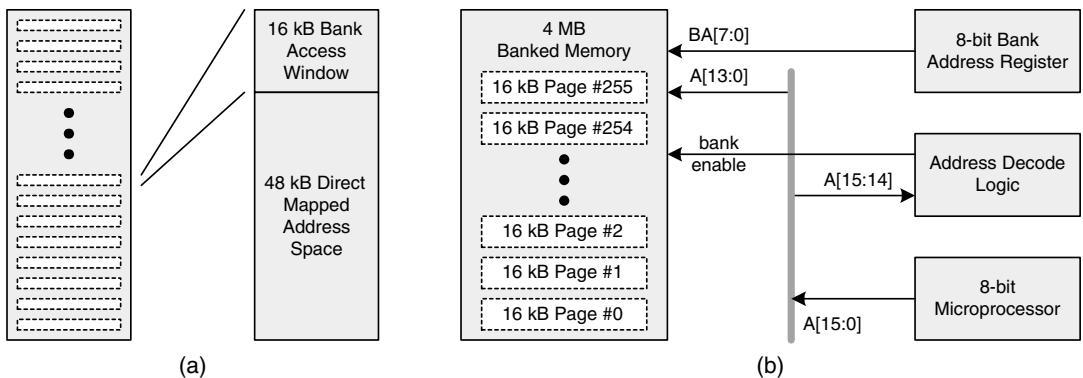 16 kB Bank
Access
Window
48 kB Direct
Mapped
Address
Space
(a)
4 MB
Banked Memory
16 kB Page #255
16 kB Page #254
16 kB Page #2
16 kB Page #1
16 kB Page #0
BA[7:0]
A[13:0]
bank
enable
A[15:14]
A[15:0]
8-bit Bank
Address Register
Address Decode
Logic
8-bit
Microprocessor
(b)